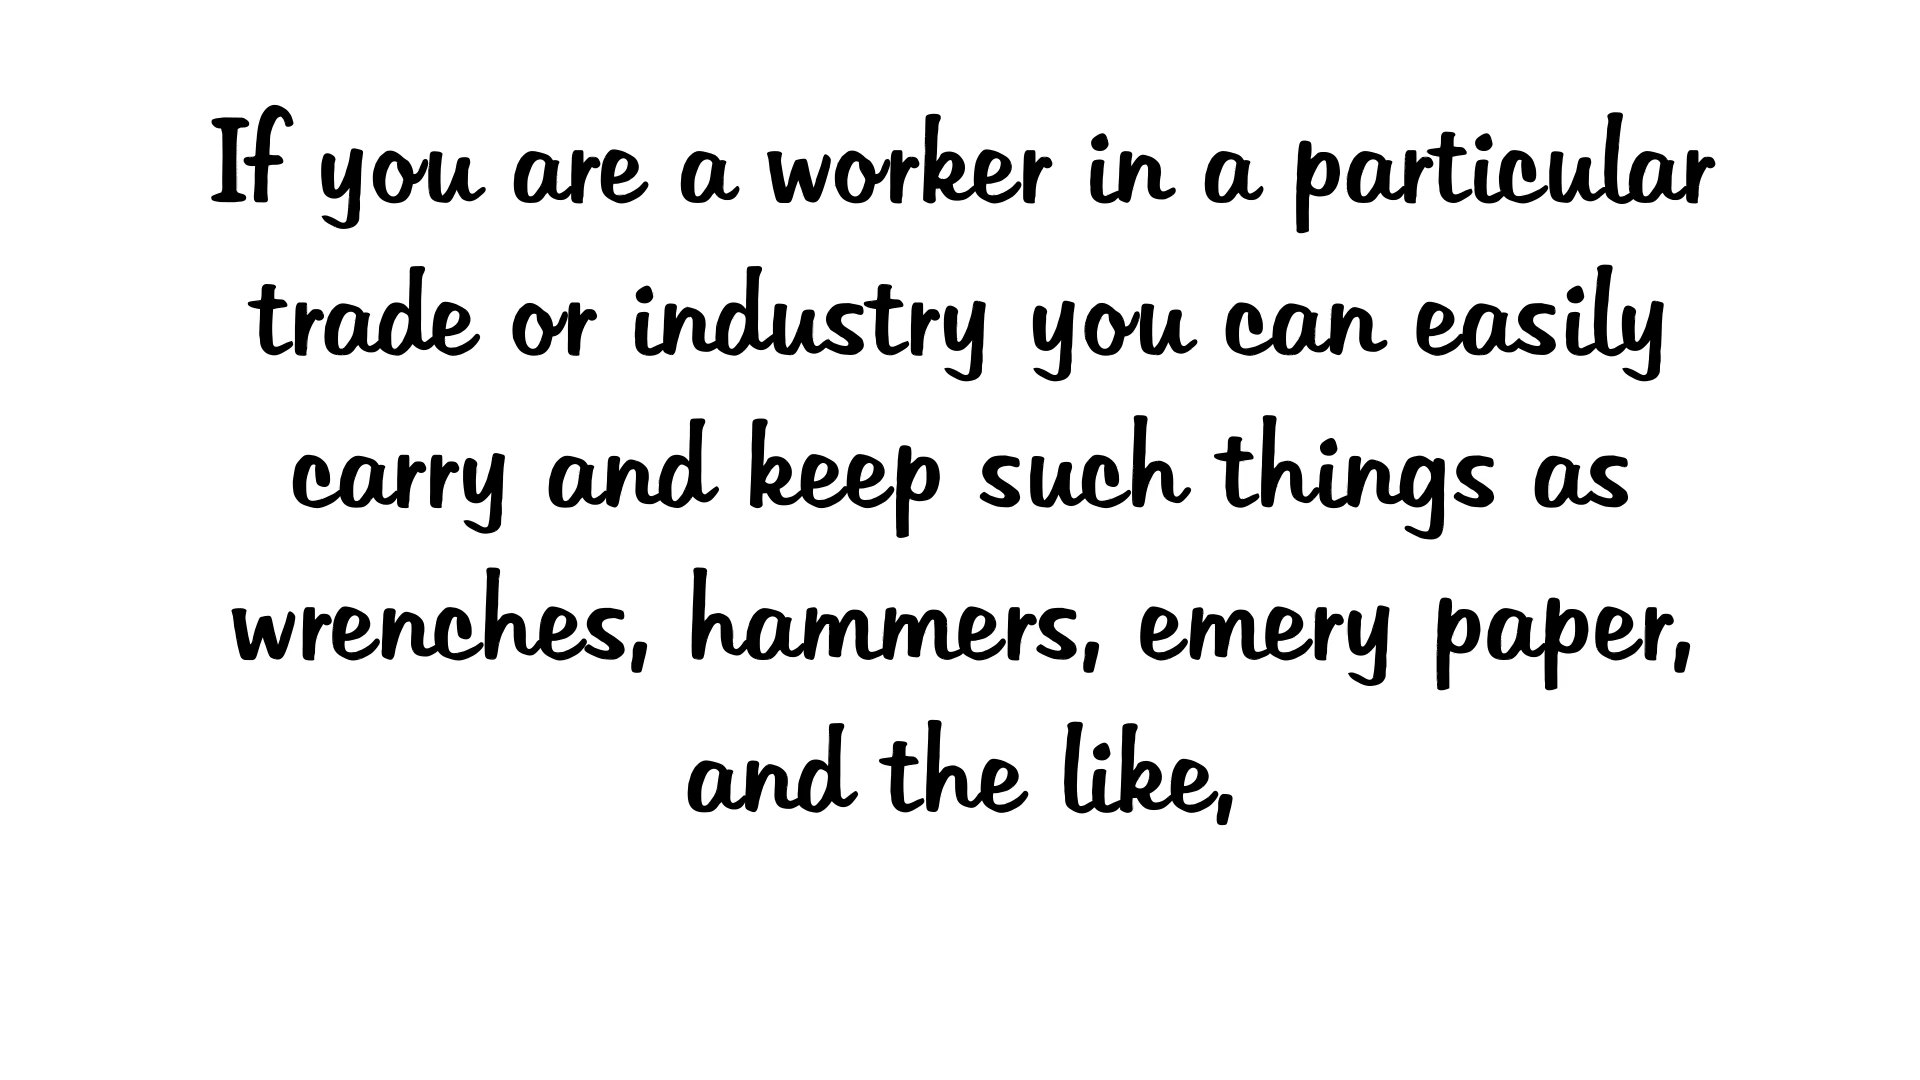 If you are a worker in a particular
trade or industry you can easily
carry and keep such things as
wrenches, hammers, emery paper,
and the like,